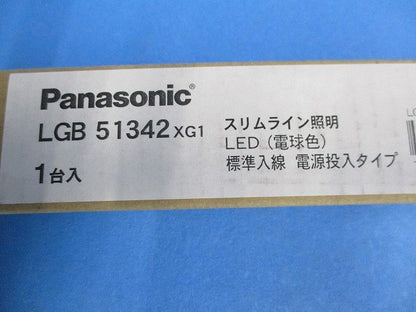 Panasonic®
LGB 51342 XG1
1台入
スリムライン照明
LED（電球色）
標準入線 電源投入タイプ